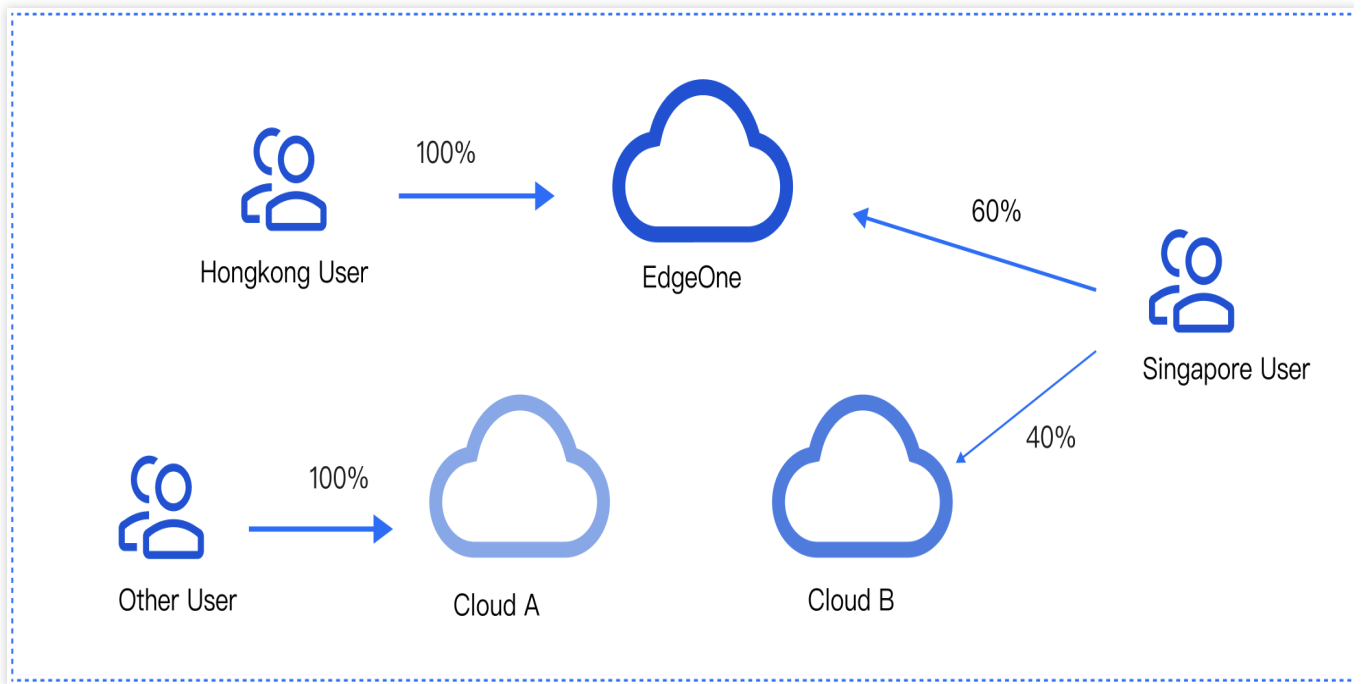 100%
60%
Hongkong User
EdgeOne
Singapore User
100%
40%
Other User
Cloud A
Cloud B